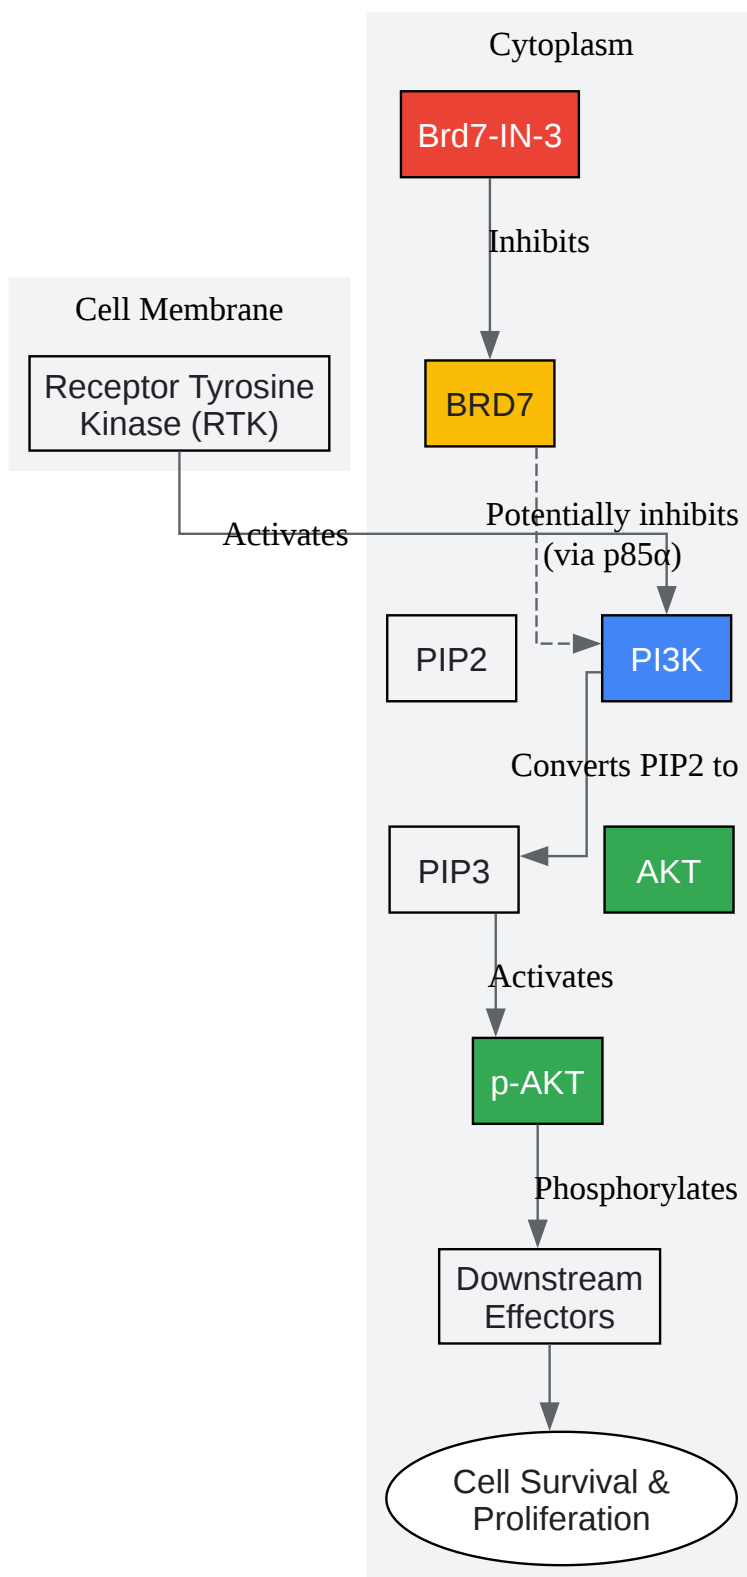 Cytoplasm
Brd7-IN-3
Inhibits
Cell Membrane
Receptor Tyrosine
Kinase (RTK)
BRD7
Activates
Potentially inhibits
(via p85α)
PIP2
PI3K
Converts PIP2 to
PIP3
AKT
Activates
p-AKT
Phosphorylates
Downstream
Effectors
Cell Survival &
Proliferation